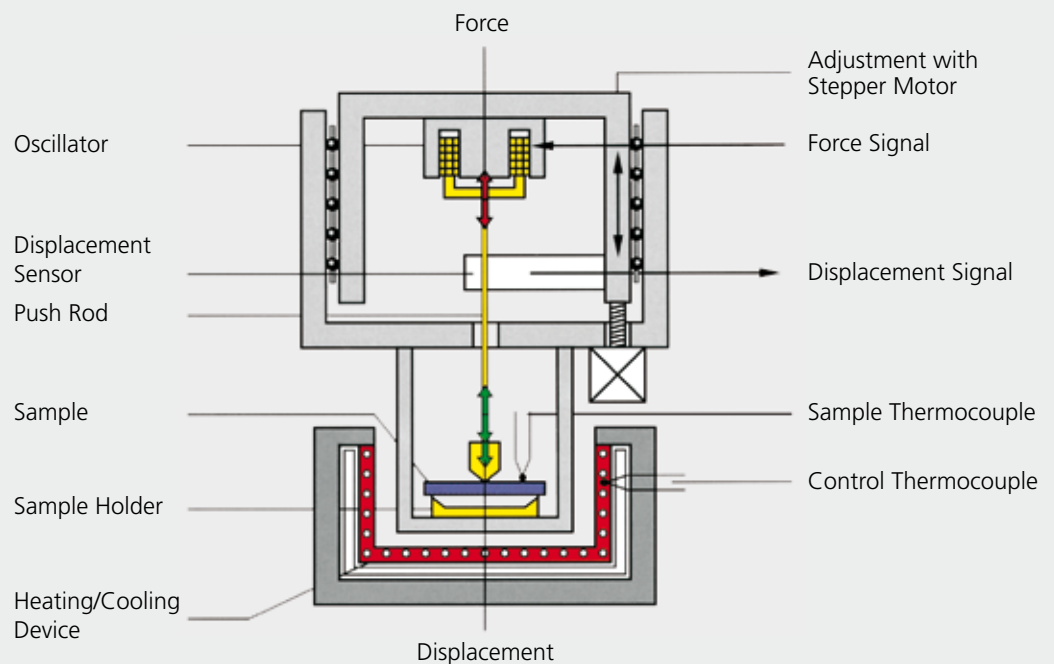 Force
Adjustment with
Stepper Motor
Oscillator
Force Signal
Displacement
Sensor
Displacement Signal
Push Rod
Sample
Sample Thermocouple
Control Thermocouple
Sample Holder
Heating/Cooling
Device
Displacement